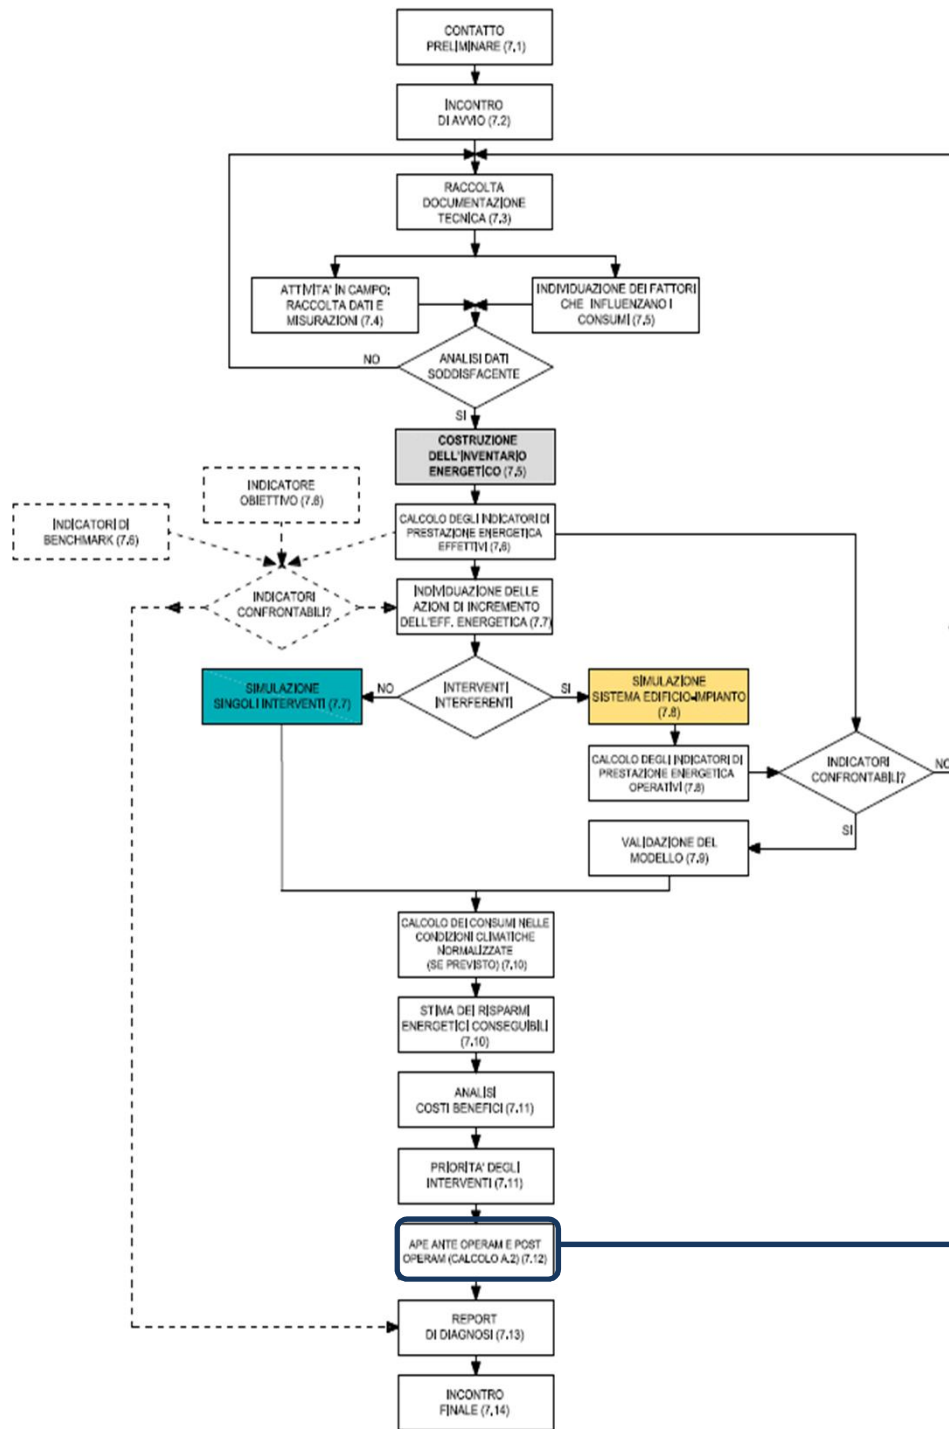 CONTATTO
PRELIMINARE (7.1)
INCONTRO
DI AVVIO (7.2)
RACCOLTA
DOCUMENTAZIONE
TECNICA (7.3)
ATTIVITA' IN CAMPO:
RACCOLTA DATI E
MISURAZIONI (7.4)
INDIVIDUAZIONE DEI FATTORI
CHE INFLUENZANO I
CONSUMI (7.5)
NO
ANALISI DATI
SODDISFACENTE
SI
COSTRUZIONE
DELL'INVENTARIO
ENERGETICO (7.5)
INDICATORE
OBIETTIVO (7.6)
INDICATORI DI
BENCHMARK (7.6)
CALCOLO DEGLI INDICATORI DI
PRESTAZIONE ENERGETICA
EFFETTIVI (7.6)
INDICATORI
CONFRONTABILI?
INDIVIDUAZIONE DELLE
AZIONI DI INCREMENTO
DELL'EFF. ENERGETICA (7.7)
SIMULAZIONE
SINGOLI INTERVENTI (7.7)
NO
INTERVENTI
INTERFERENTI
SI
SIMULAZIONE
SISTEMA EDIFICIO-IMPIANTO
(7.8)
CALCOLO DEGLI INDICATORI DI
PRESTAZIONE ENERGETICA
OPERATIVI (7.8)
INDICATORI
CONFRONTABILI?
NO
SI
VALIDAZIONE DEL
MODELLO (7.9)
CALCOLO DEI CONSUMI NELLE
CONDIZIONI CLIMATICHE
NORMALIZZATE
(SE PREVISTO) (7.10)
STIMA DEI RISPARMI
ENERGETICI CONSEGUIBILI
(7.10)
ANALISI
COSTI BENEFICI (7.11)
PRIORITA' DEGLI
INTERVENTI (7.11)
APE ANTE OPERAM E POST
OPERAM (CALCOLO A.2) (7.12)
REPORT
DI DIAGNOSI (7.13)
INCONTRO
FINALE (7.14)